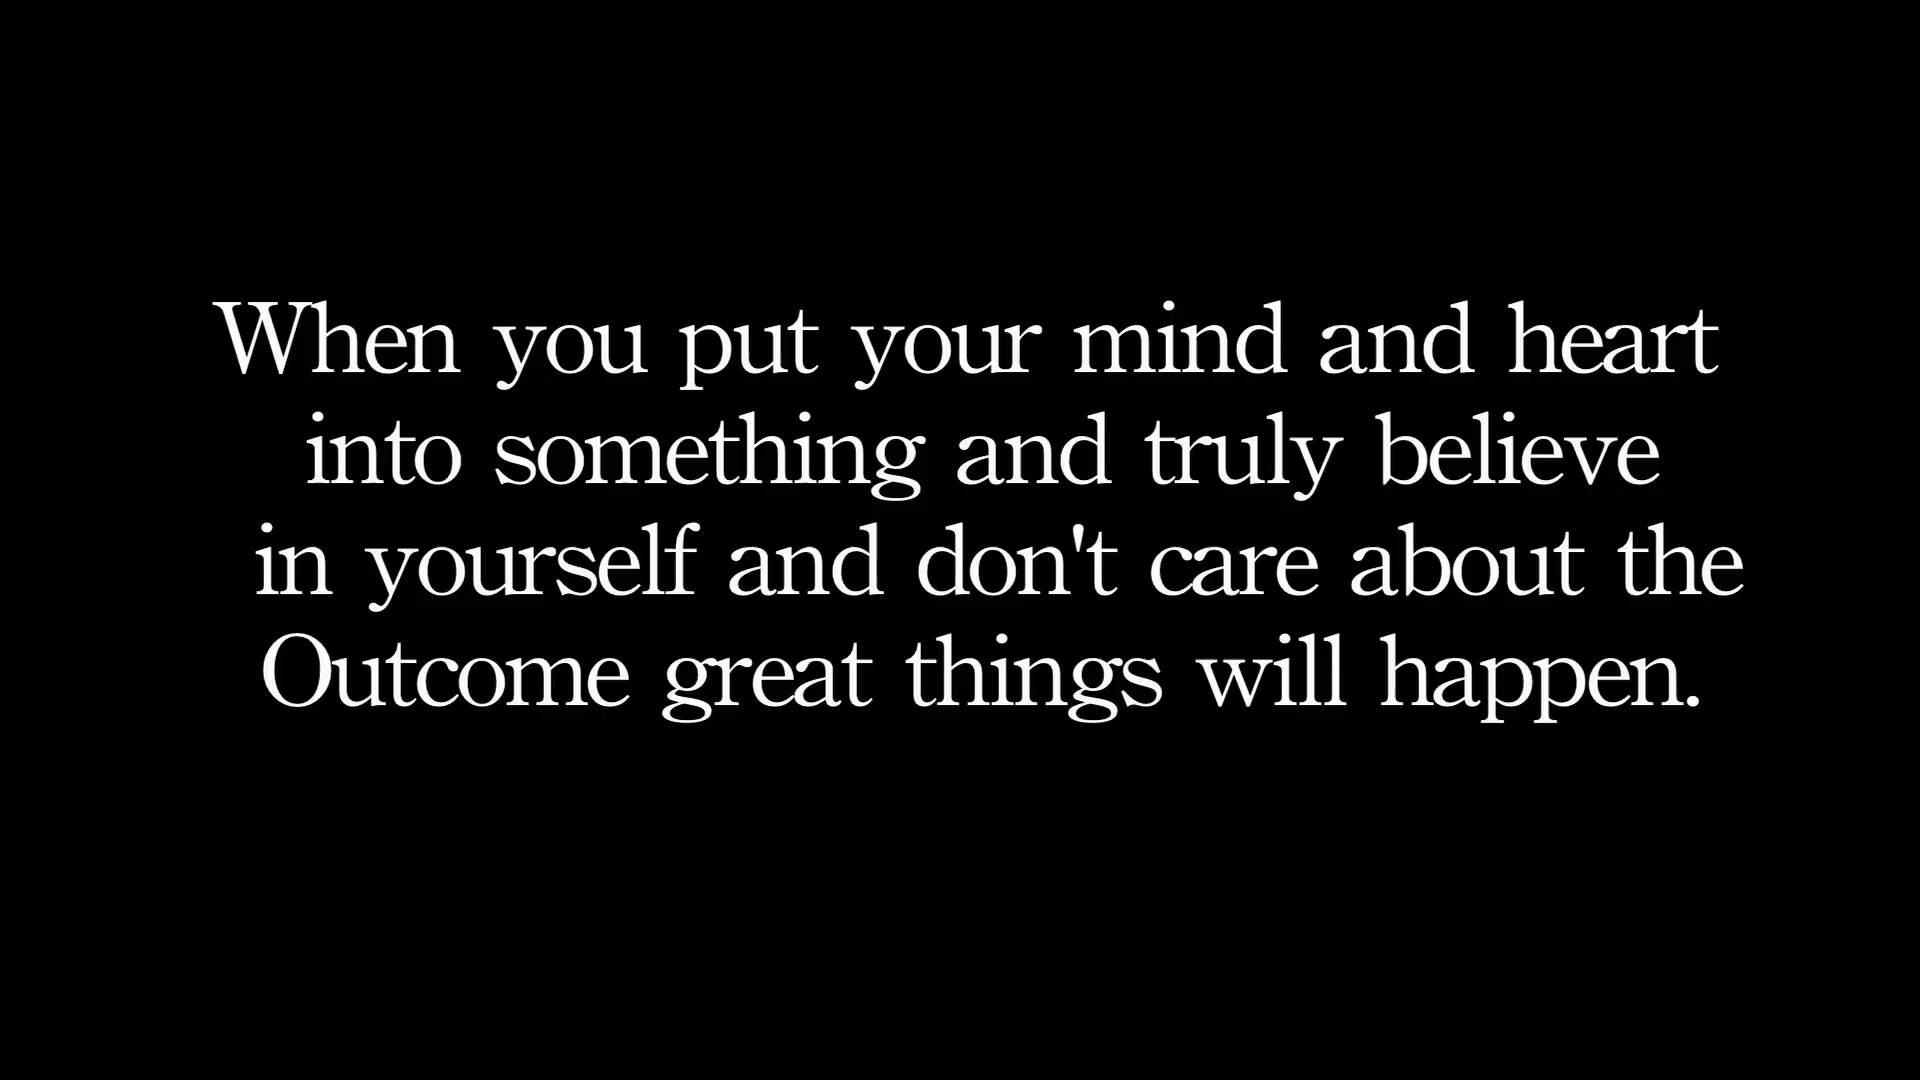 When you put your mind and heart
into something and truly believe
in yourself and don't care about the
Outcome great things will happen.